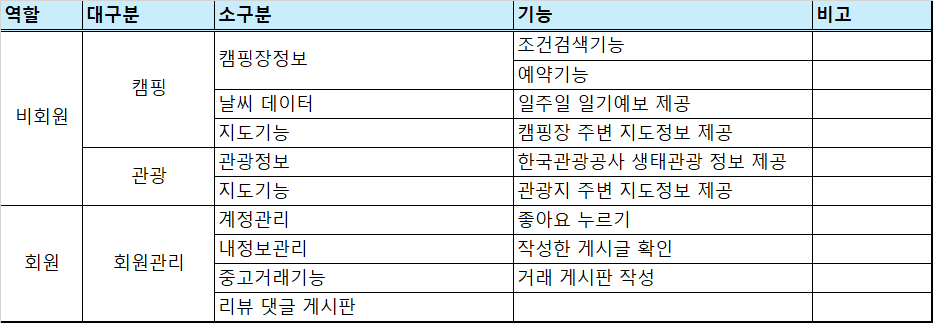 역할 대구분 소구분 기능 비고
비회원 캠핑 캠핑장정보 조건검색기능
예약기능
날씨 데이터 일주일 일기예보 제공
지도기능 캠핑장 주변 지도정보 제공
관광 관광정보 한국관광공사 생태관광 정보 제공
지도기능 관광지 주변 지도정보 제공
회원 회원관리 계정관리 좋아요 누르기
내정보관리 작성한 게시글 확인
중고거래기능 거래 게시판 작성
리뷰 댓글 게시판